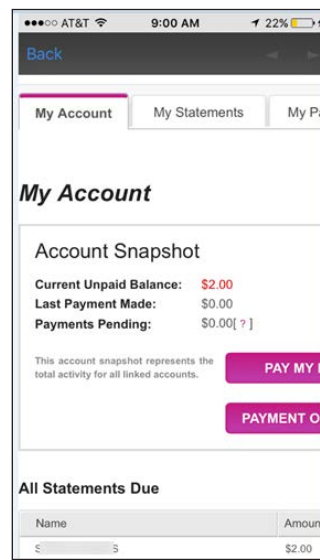 AT&T 9:00 AM 22%
Back
My Account My Statements My Pa
My Account
Account Snapshot
Current Unpaid Balance: $2.00
Last Payment Made: $0.00
Payments Pending: $0.00[ ? ]
This account snapshot represents the
total activity for all linked accounts.
PAY MY
PAYMENT O
All Statements Due
Name Amoun
S S $2.00